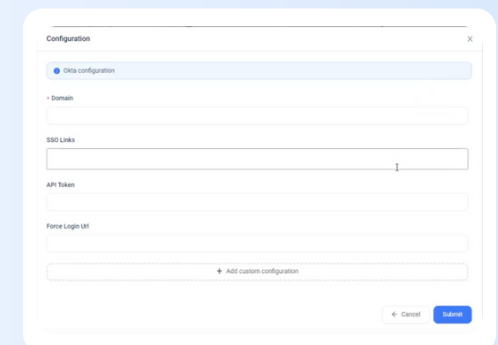 Configuration
Okta configuration
* Domain
SSO Links
API Token
Force Login Url
+ Add custom configuration
← Cancel
Submit